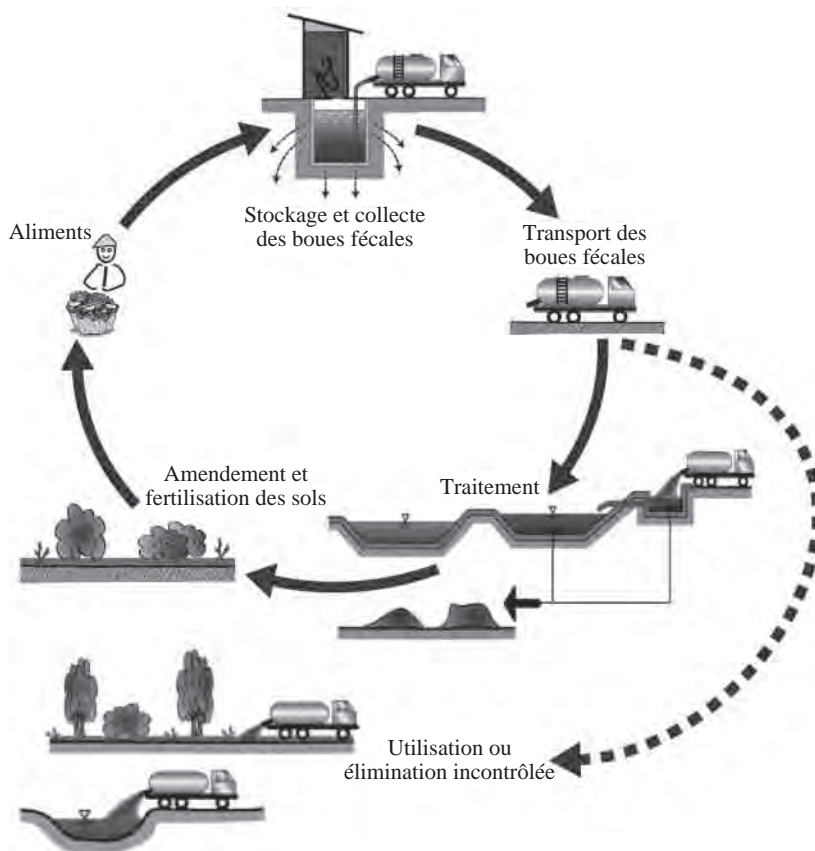 Stockage et collecte
des boues fécales
Aliments
Transport des
boues fécales
Amendement et
fertilisation des sols
Traitement
Utilisation ou
élimination incontrôlée